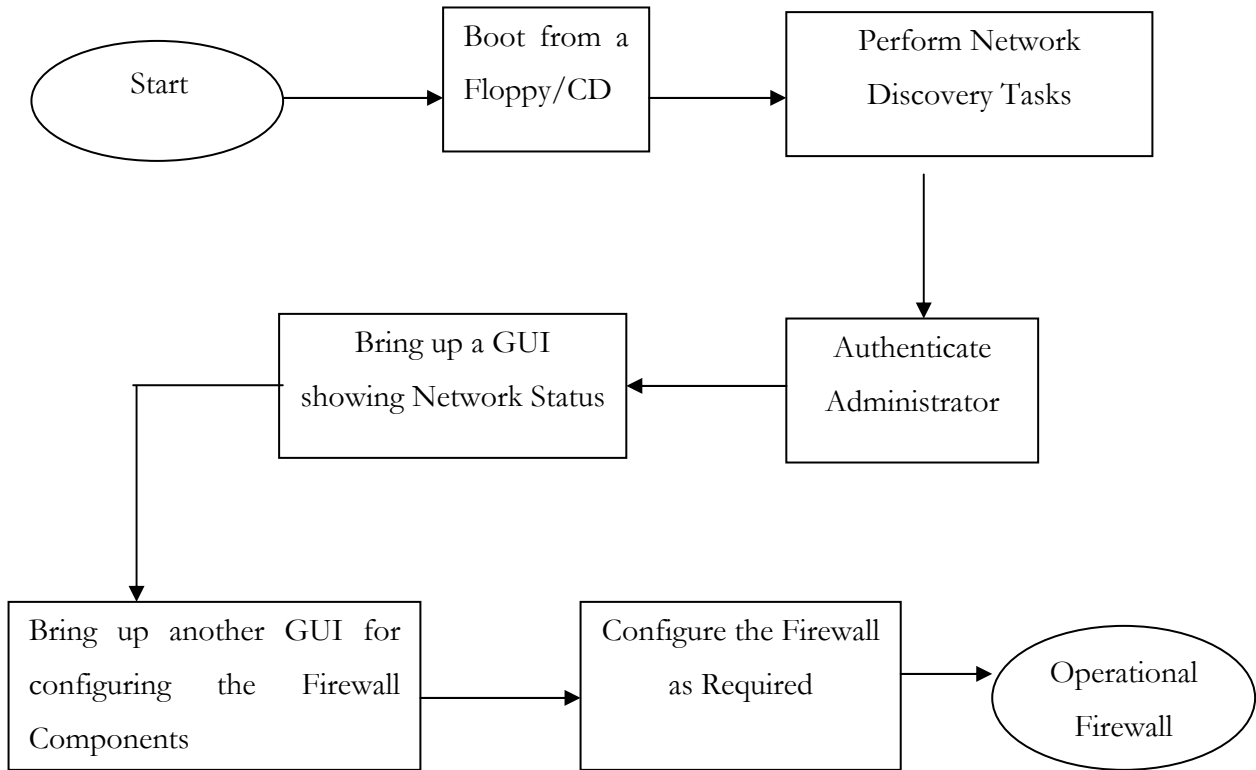 Start
Boot from a
Floppy/CD
Perform Network
Discovery Tasks
Authenticate
Administrator
Bring up a GUI
showing Network Status
Bring up another GUI for
configuring the Firewall
Components
Configure the Firewall
as Required
Operational
Firewall